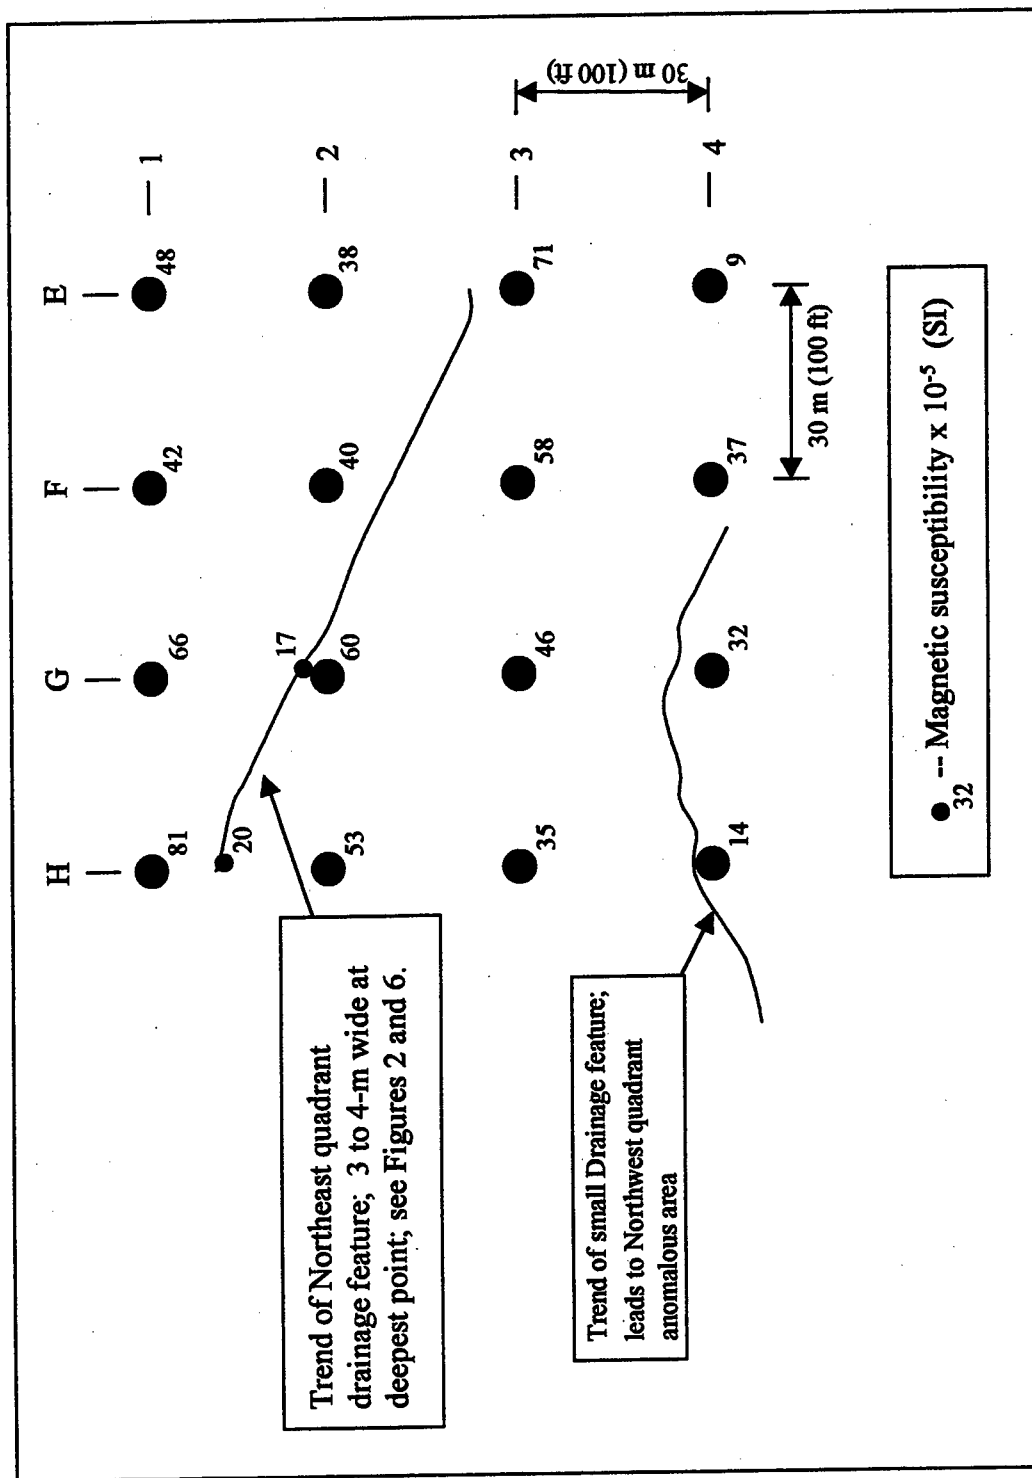 H
G
F
E
81
66
42
48
1
20
17
53
60
40
38
2
35
46
58
71
3
14
32
37
9
4
30 m (100 ft)
30 m (100 ft)
Trend of Northeast quadrant
drainage feature; 3 to 4-m wide at
deepest point; see Figures 2 and 6.
Trend of small Drainage feature;
leads to Northwest quadrant
anomalous area
32 -- Magnetic susceptibility x 10⁻⁵ (SI)